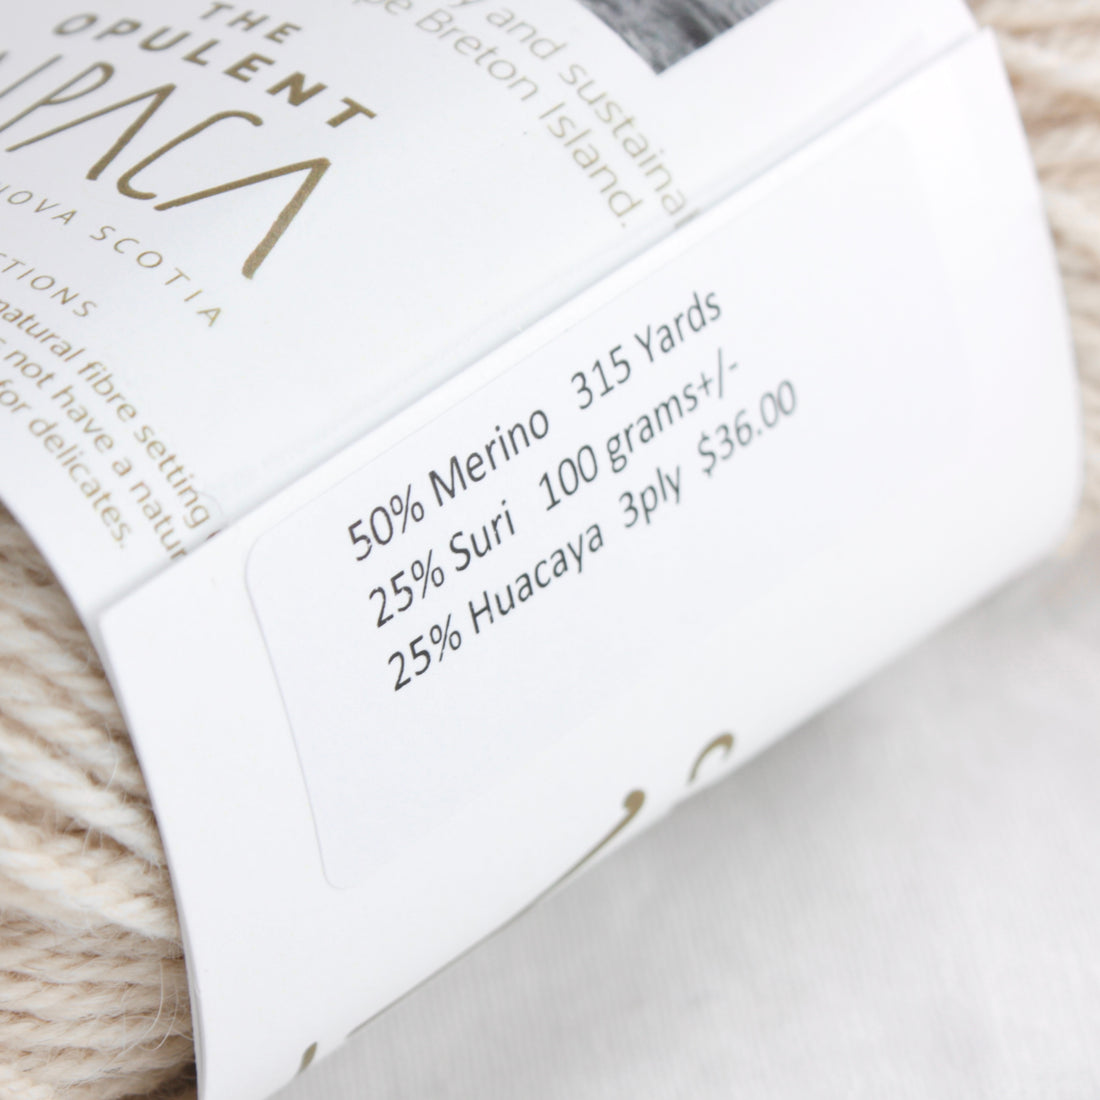 THE
OPULENT
ALPACA
NOVA SCOTIA
and sustaina
Breton Island.
natural fibre setting
not have a natur
for delicates.
50% Merino 315 Yards
25% Suri 100 grams+/-
25% Huacaya 3ply $36.00